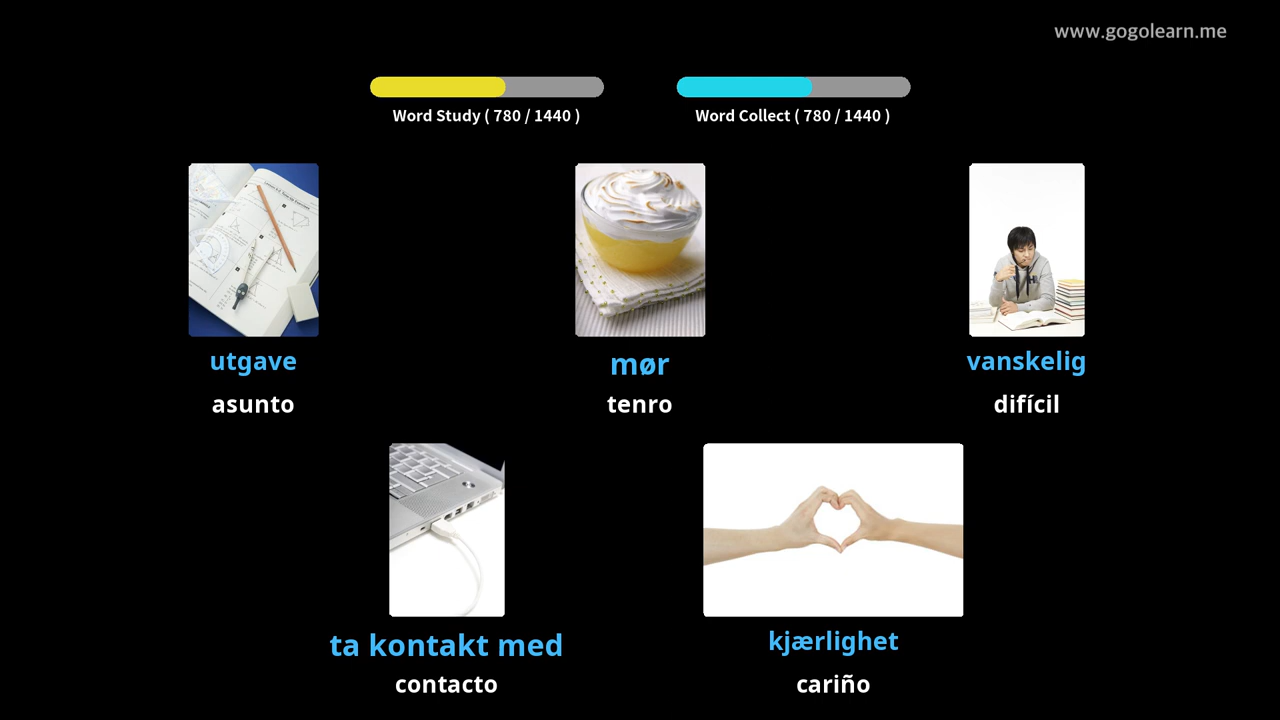 www.gogolearn.me
Word Study ( 780 / 1440 )
Word Collect ( 780 / 1440 )
utgave
asunto
mør
tenro
vanskelig
difícil
ta kontakt med
contacto
kjærlighet
cariño